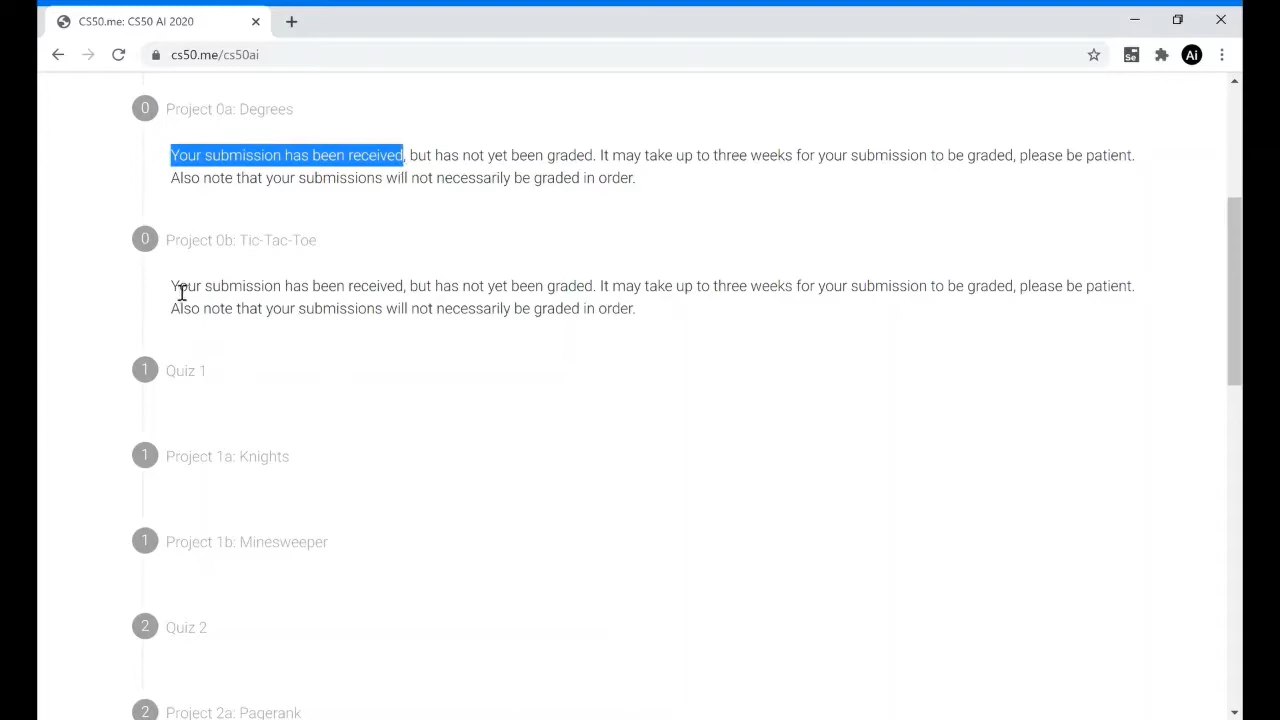 CS50.me: CS50 AI 2020
cs50.me/cs50ai
Se
Ai
0 Project 0a: Degrees
Your submission has been received, but has not yet been graded. It may take up to three weeks for your submission to be graded, please be patient.
Also note that your submissions will not necessarily be graded in order.
0 Project 0b: Tic-Tac-Toe
Your submission has been received, but has not yet been graded. It may take up to three weeks for your submission to be graded, please be patient.
Also note that your submissions will not necessarily be graded in order.
1 Quiz 1
1 Project 1a: Knights
1 Project 1b: Minesweeper
2 Quiz 2
2 Project 2a: Pagerank